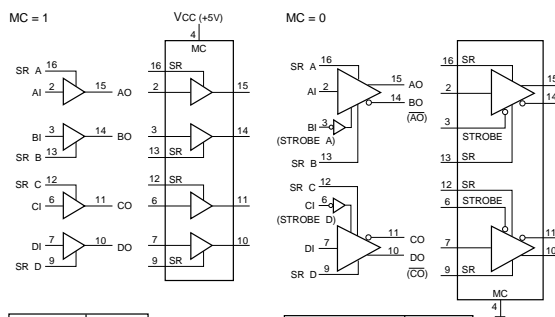 MC = 1
VCC (+5V)
4
MC
SR A 16
AI 2
15 AO
16 SR
2
15
BI 3
14 BO
SR B 13
3
14
13 SR
SR C 12
CI 6
11 CO
12 SR
6
11
DI 7
10 DO
SR D 9
7
10
9 SR
MC = 0
SR A 16
AI 2
15 AO
14 BO
(AO)
BI 3
(STROBE A)
SR B 13
16 SR
2
15
14
3
STROBE
13 SR
SR C 12
CI 6
(STROBE D)
11 CO
DI 7
10 DO
(CO)
SR D 9
12 SR
6
STROBE
11
7
10
9 SR
MC
4